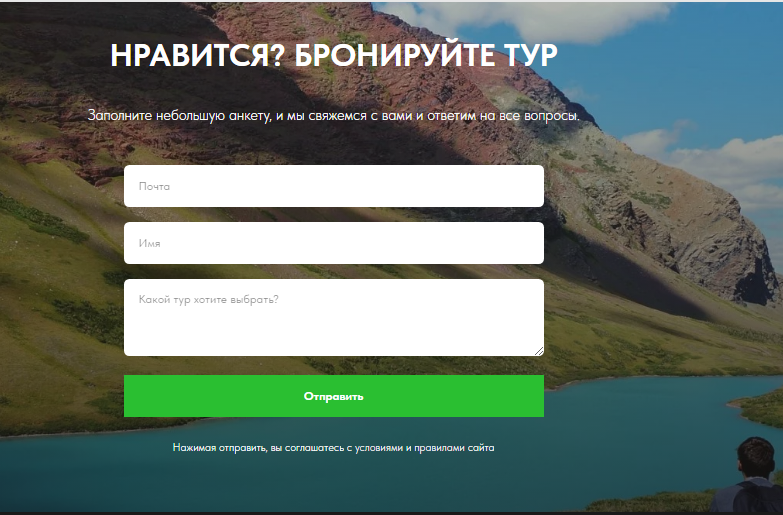 НРАВИТСЯ? БРОНИРУЙТЕ ТУР
Заполните небольшую анкету, и мы свяжемся с вами и ответим на все вопросы.
Почта
Имя
Какой тур хотите выбрать?
Отправить
Нажимая отправить, вы соглашатесь с условиями и правилами сайта